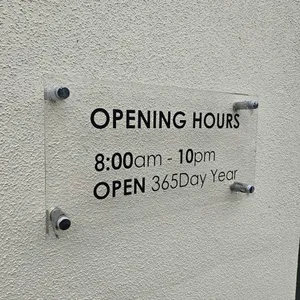 OPENING HOURS
8:00am - 10pm
OPEN 365Day Year